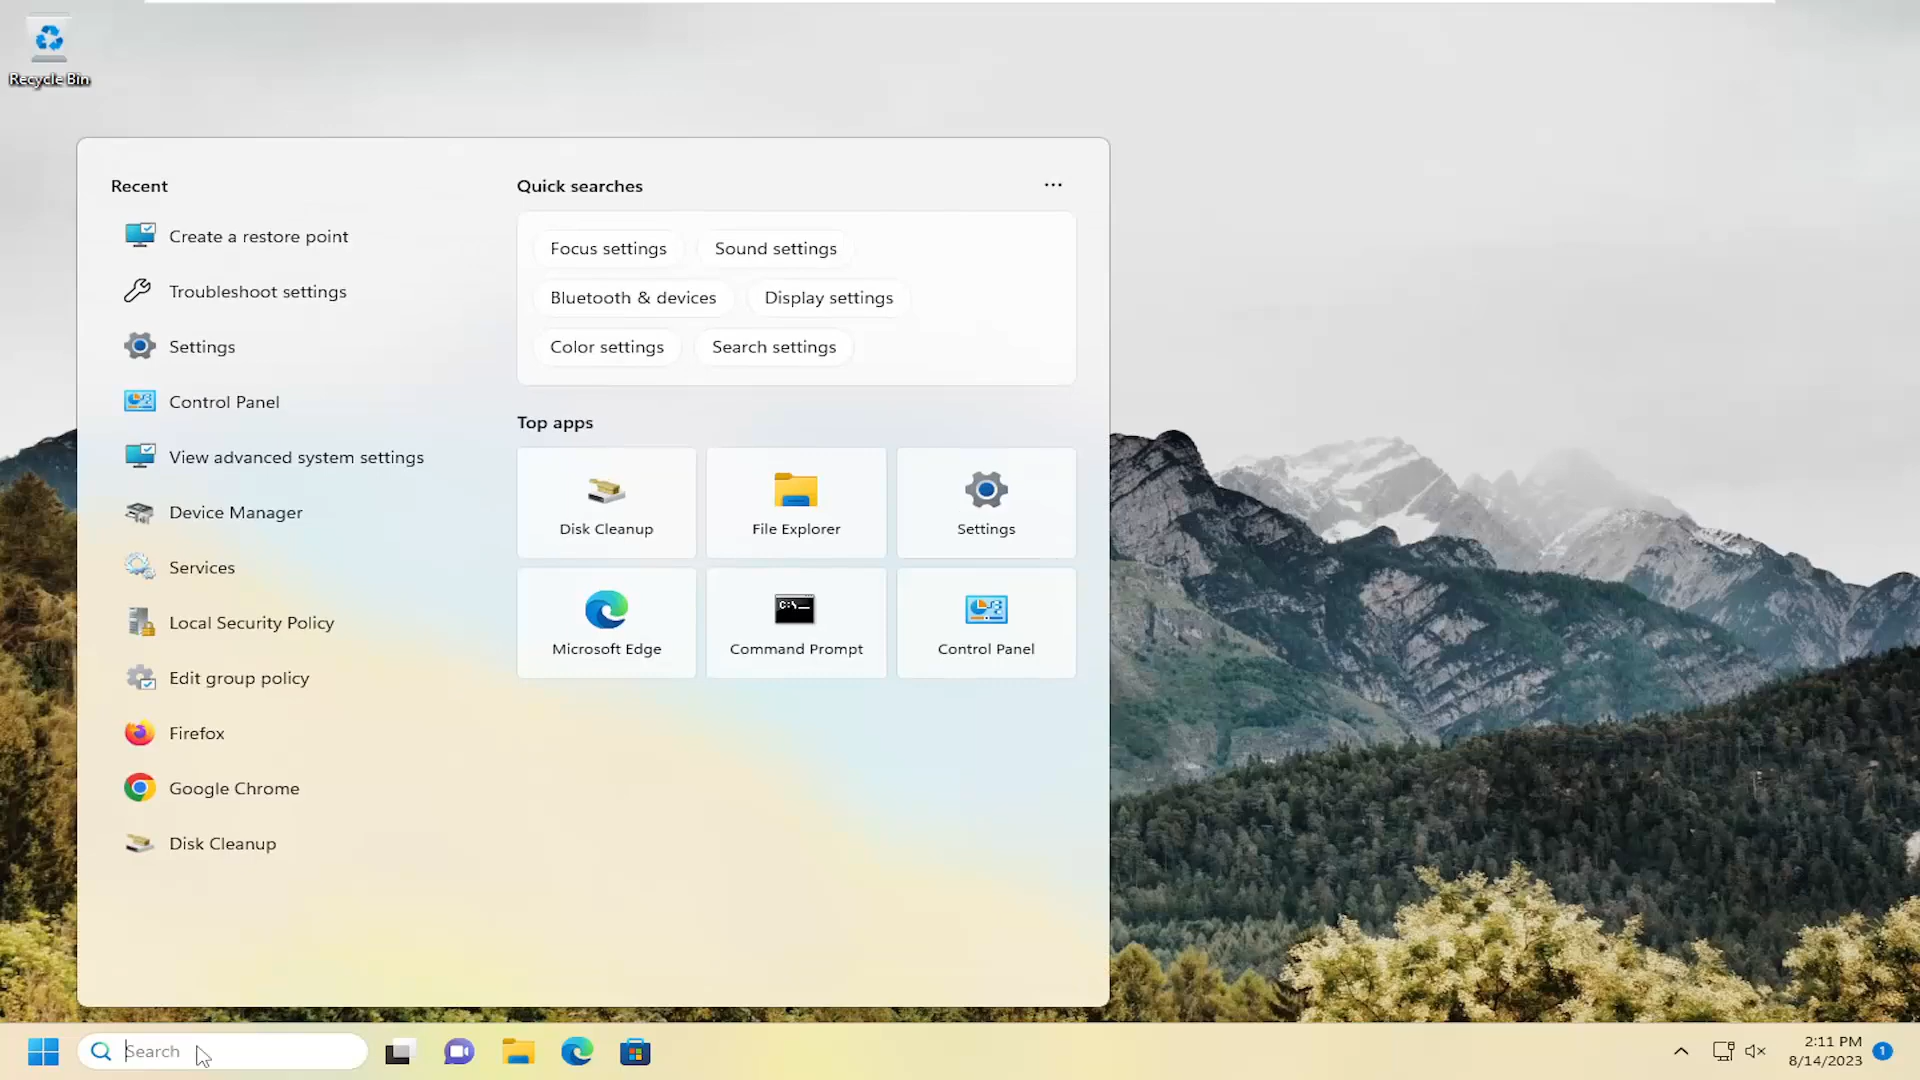 Recycle Bin
Recent
Create a restore point
Troubleshoot settings
Settings
Control Panel
View advanced system settings
Device Manager
Services
Local Security Policy
Edit group policy
Firefox
Google Chrome
Disk Cleanup
Quick searches
Focus settings
Sound settings
Bluetooth & devices
Display settings
Color settings
Search settings
Top apps
Disk Cleanup
File Explorer
Settings
Microsoft Edge
C:\
Command Prompt
Control Panel
Search
2:11 PM
8/14/2023
1